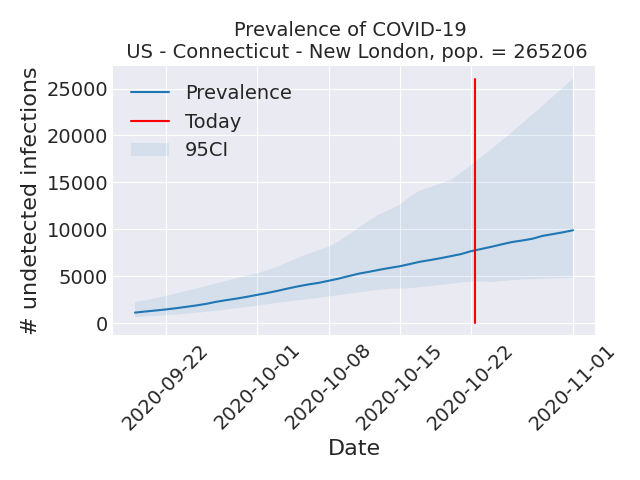 Prevalence of COVID-19
US - Connecticut - New London, pop. = 265206
# undetected infections
25000
20000
15000
10000
5000
0
Prevalence
Today
95CI
2020-09-22
2020-10-01
2020-10-08
2020-10-15
2020-10-22
2020-11-01
Date